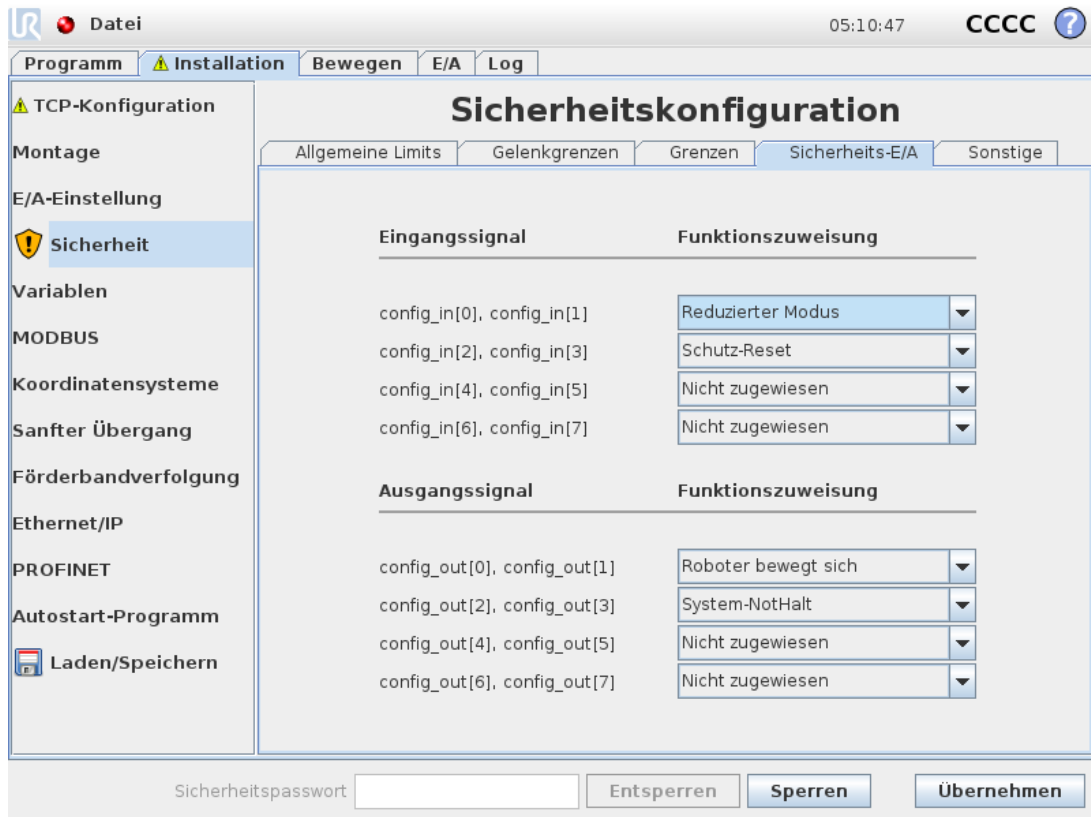 UR Datei 05:10:47 CCCC ?
Programm Installation Bewegen E/A Log
TCP-Konfiguration
Montage
E/A-Einstellung
Sicherheit
Variablen
MODBUS
Koordinatensysteme
Sanfter Übergang
Förderbandverfolgung
Ethernet/IP
PROFINET
Autostart-Programm
Laden/Speichern
Sicherheitskonfiguration
Allgemeine Limits Gelenkgrenzen Grenzen Sicherheits-E/A Sonstige
Eingangssignal Funktionszuweisung
config_in[0], config_in[1] Reduzierter Modus
config_in[2], config_in[3] Schutz-Reset
config_in[4], config_in[5] Nicht zugewiesen
config_in[6], config_in[7] Nicht zugewiesen
Ausgangssignal Funktionszuweisung
config_out[0], config_out[1] Roboter bewegt sich
config_out[2], config_out[3] System-NotHalt
config_out[4], config_out[5] Nicht zugewiesen
config_out[6], config_out[7] Nicht zugewiesen
Sicherheitspasswort Entsperren Sperren Übernehmen